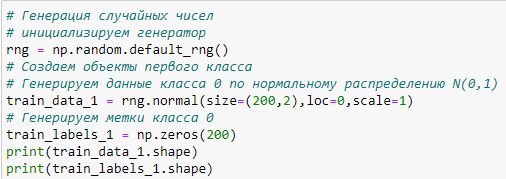 # Генерация случайных чисел
# инициализируем генератор
rng = np.random.default_rng()
# Создаем объекты первого класса
# Генерируем данные класса 0 по нормальному распределению N(0,1)
train_data_1 = rng.normal(size=(200,2),loc=0,scale=1)
# Генерируем метки класса 0
train_labels_1 = np.zeros(200)
print(train_data_1.shape)
print(train_labels_1.shape)